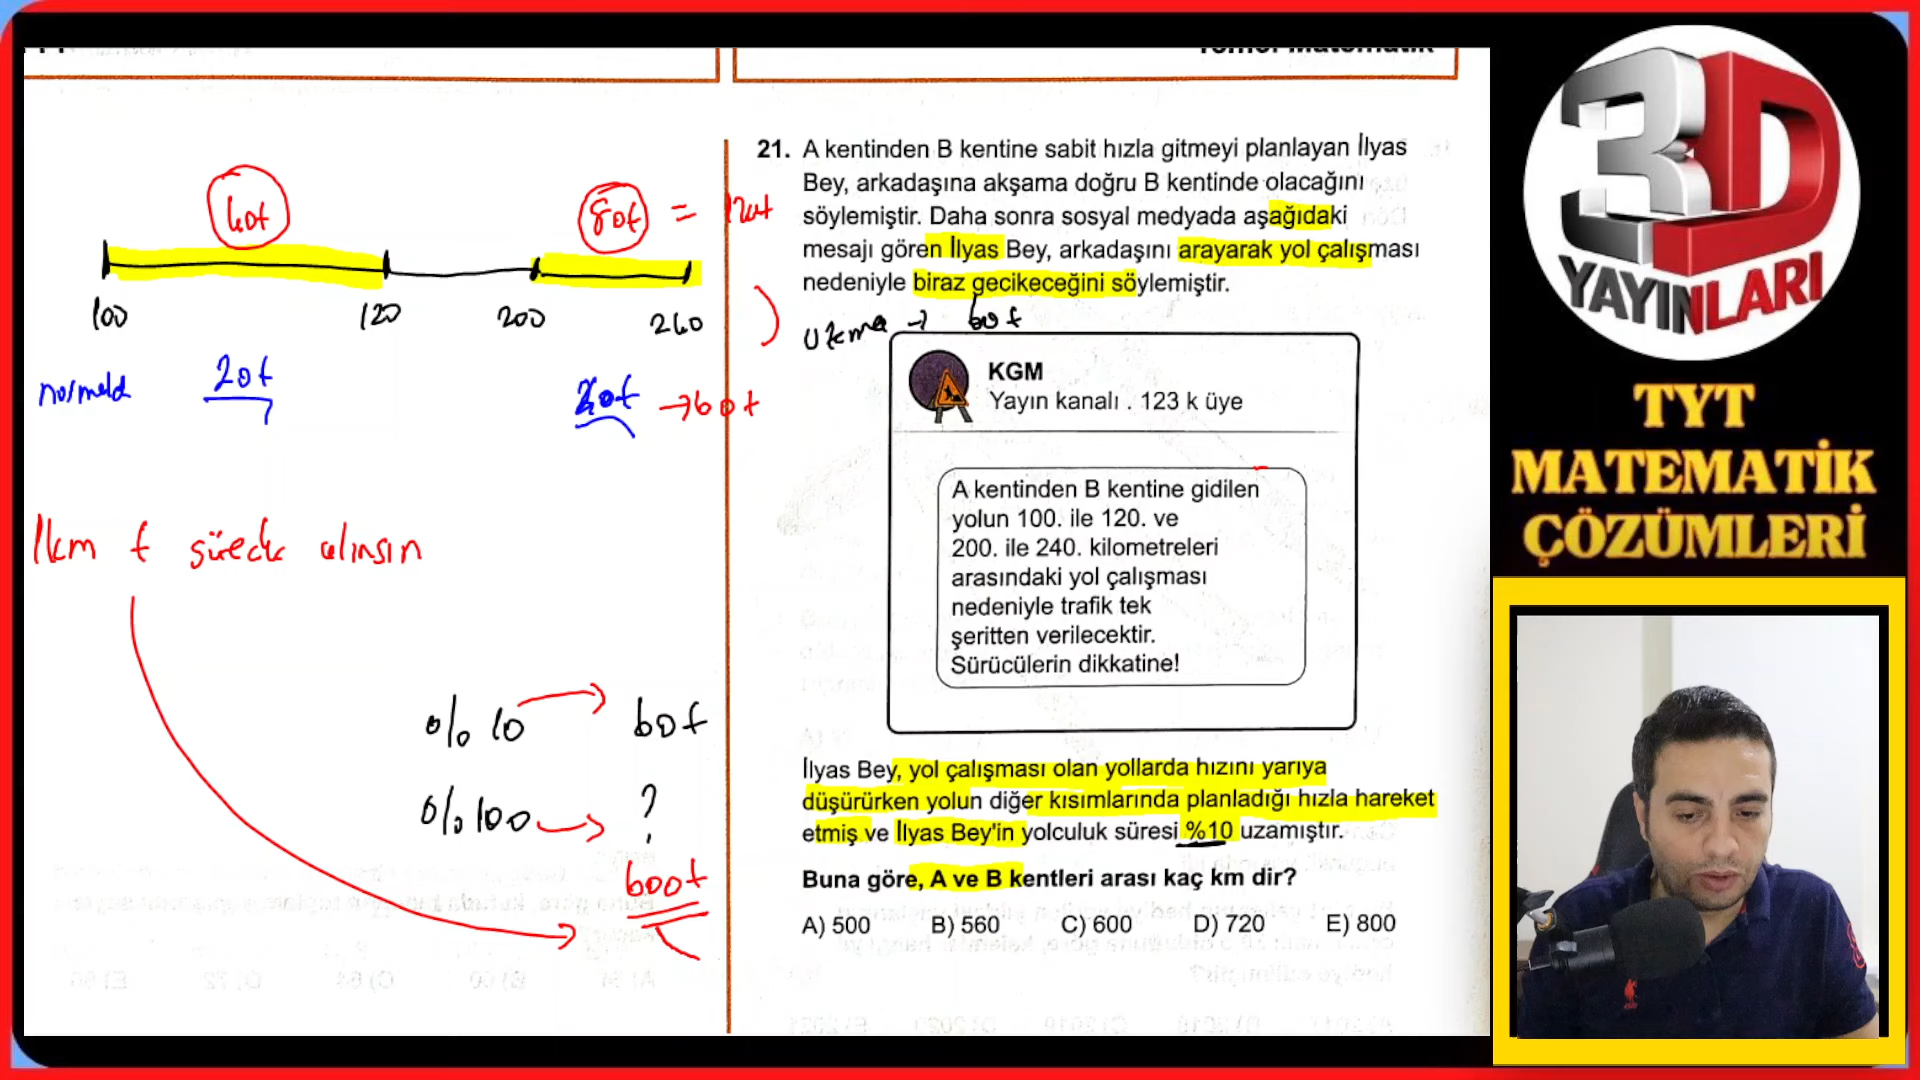 Temel Matematik
40t
80t = 120t
100
120
200
240
normalde
20t
40t → 60t
1km t sürede alınsın
%10 → 60t
%100 → ?
600t
21. A kentinden B kentine sabit hızla gitmeyi planlayan İlyas
Bey, arkadaşına akşama doğru B kentinde olacağını
söylemiştir. Daha sonra sosyal medyada aşağıdaki
mesajı gören İlyas Bey, arkadaşını arayarak yol çalışması
nedeniyle biraz gecikeceğini söylemiştir.
uzama → 60t
KGM
Yayın kanalı . 123 k üye
A kentinden B kentine gidilen
yolun 100. ile 120. ve
200. ile 240. kilometreleri
arasındaki yol çalışması
nedeniyle trafik tek
şeritten verilecektir.
Sürücülerin dikkatine!
İlyas Bey, yol çalışması olan yollarda hızını yarıya
düşürürken yolun diğer kısımlarında planladığı hızla hareket
etmiş ve İlyas Bey'in yolculuk süresi %10 uzamıştır.
Buna göre, A ve B kentleri arası kaç km dir?
A) 500 B) 560 C) 600 D) 720 E) 800
3D
YAYINLARI
TYT
MATEMATİK
ÇÖZÜMLERİ